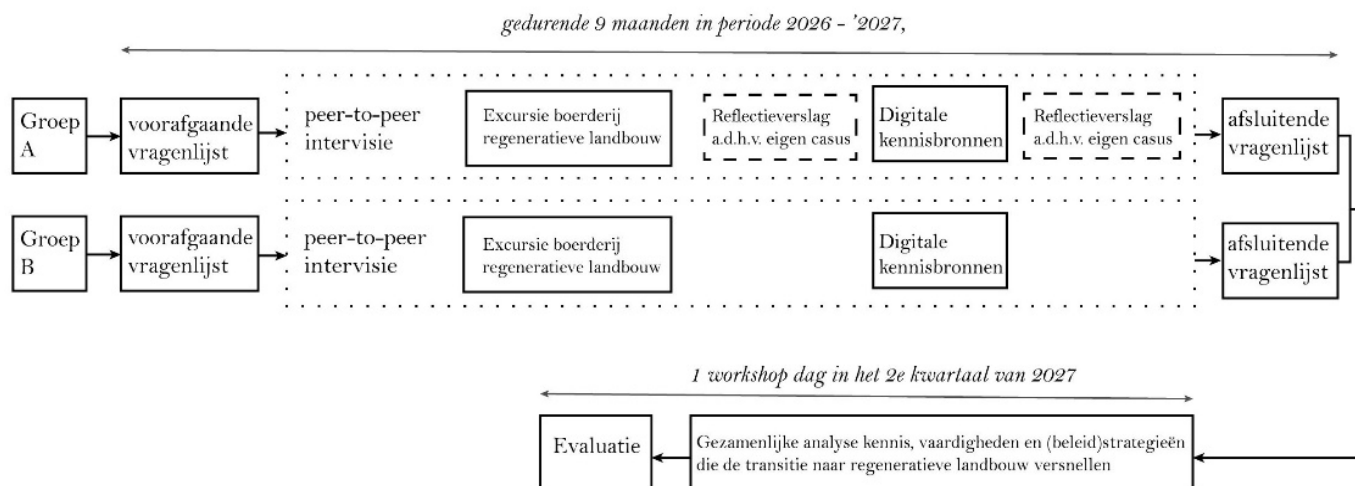 gedurende 9 maanden in periode 2026 - '2027,
Groep
A
voorafgaande
vragenlijst
peer-to-peer
intervisie
Excursie boerderij
regeneratieve landbouw
Reflectieverslag
a.d.h.v. eigen casus
Digitale
kennisbronnen
Reflectieverslag
a.d.h.v. eigen casus
afsluitende
vragenlijst
Groep
B
voorafgaande
vragenlijst
peer-to-peer
intervisie
Excursie boerderij
regeneratieve landbouw
Digitale
kennisbronnen
afsluitende
vragenlijst
1 workshop dag in het 2e kwartaal van 2027
Evaluatie
Gezamenlijke analyse kennis, vaardigheden en (beleid)strategieën
die de transitie naar regeneratieve landbouw versnellen